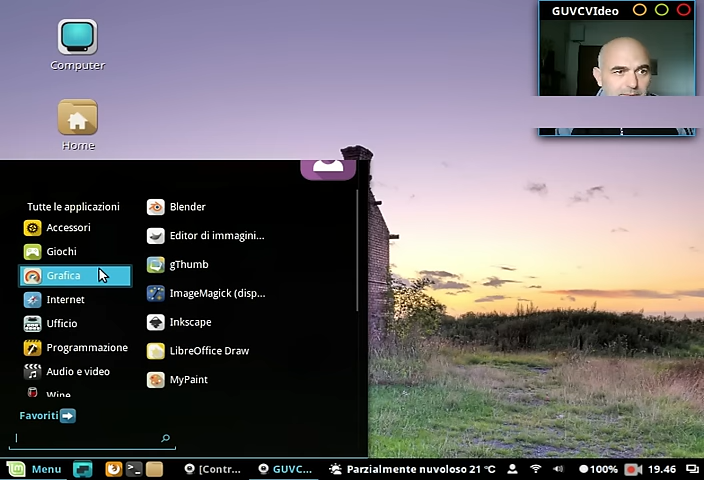 GUVCVIdeo
Computer
Home
Tutte le applicazioni
Accessori
Giochi
Grafica
Internet
Ufficio
Programmazione
Audio e video
Wine
Favoriti
Blender
Editor di immagini...
gThumb
ImageMagick (disp...
Inkscape
LibreOffice Draw
MyPaint
Menu [Contr... GUVC... Parzialmente nuvoloso 21 °C 100% 19.46